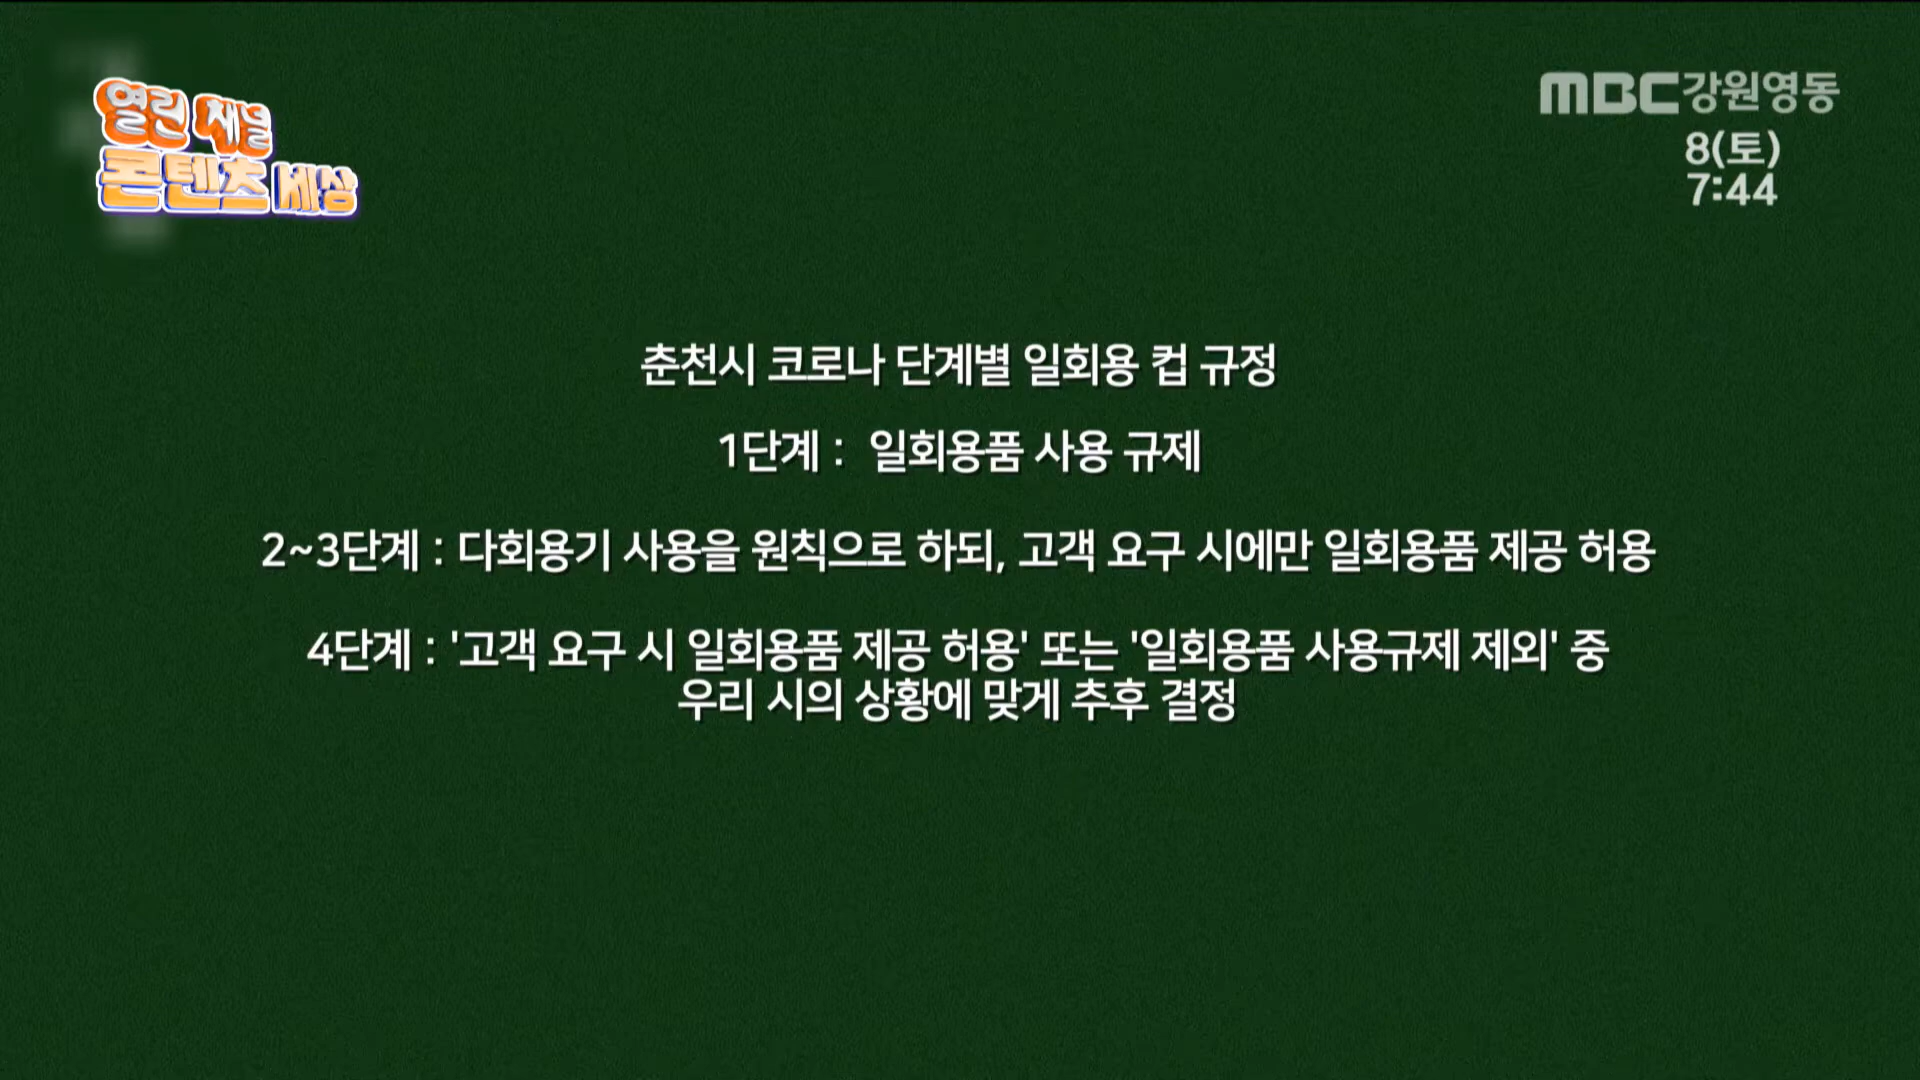 열린 채널
콘텐츠 세상
MBC강원영동
8(토)
7:44
춘천시 코로나 단계별 일회용 컵 규정
1단계 : 일회용품 사용 규제
2~3단계 : 다회용기 사용을 원칙으로 하되, 고객 요구 시에만 일회용품 제공 허용
4단계 : '고객 요구 시 일회용품 제공 허용' 또는 '일회용품 사용규제 제외' 중
우리 시의 상황에 맞게 추후 결정